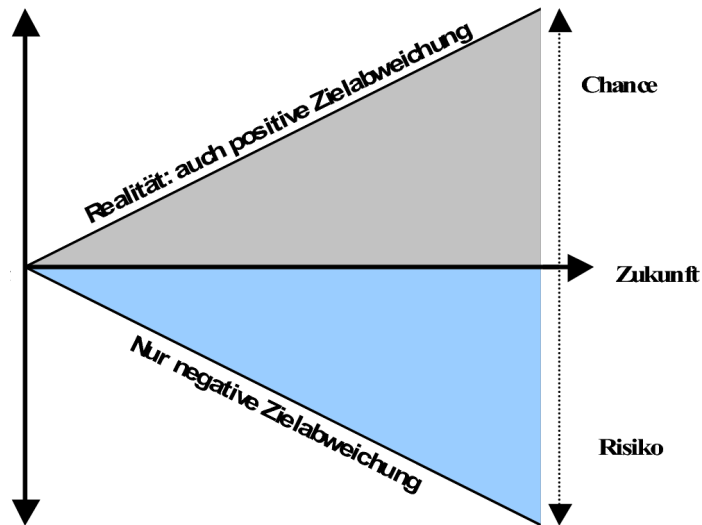 Realität: auch positive Zielabweichung
Chance
Zukunft
Nur negative Zielabweichung
Risiko